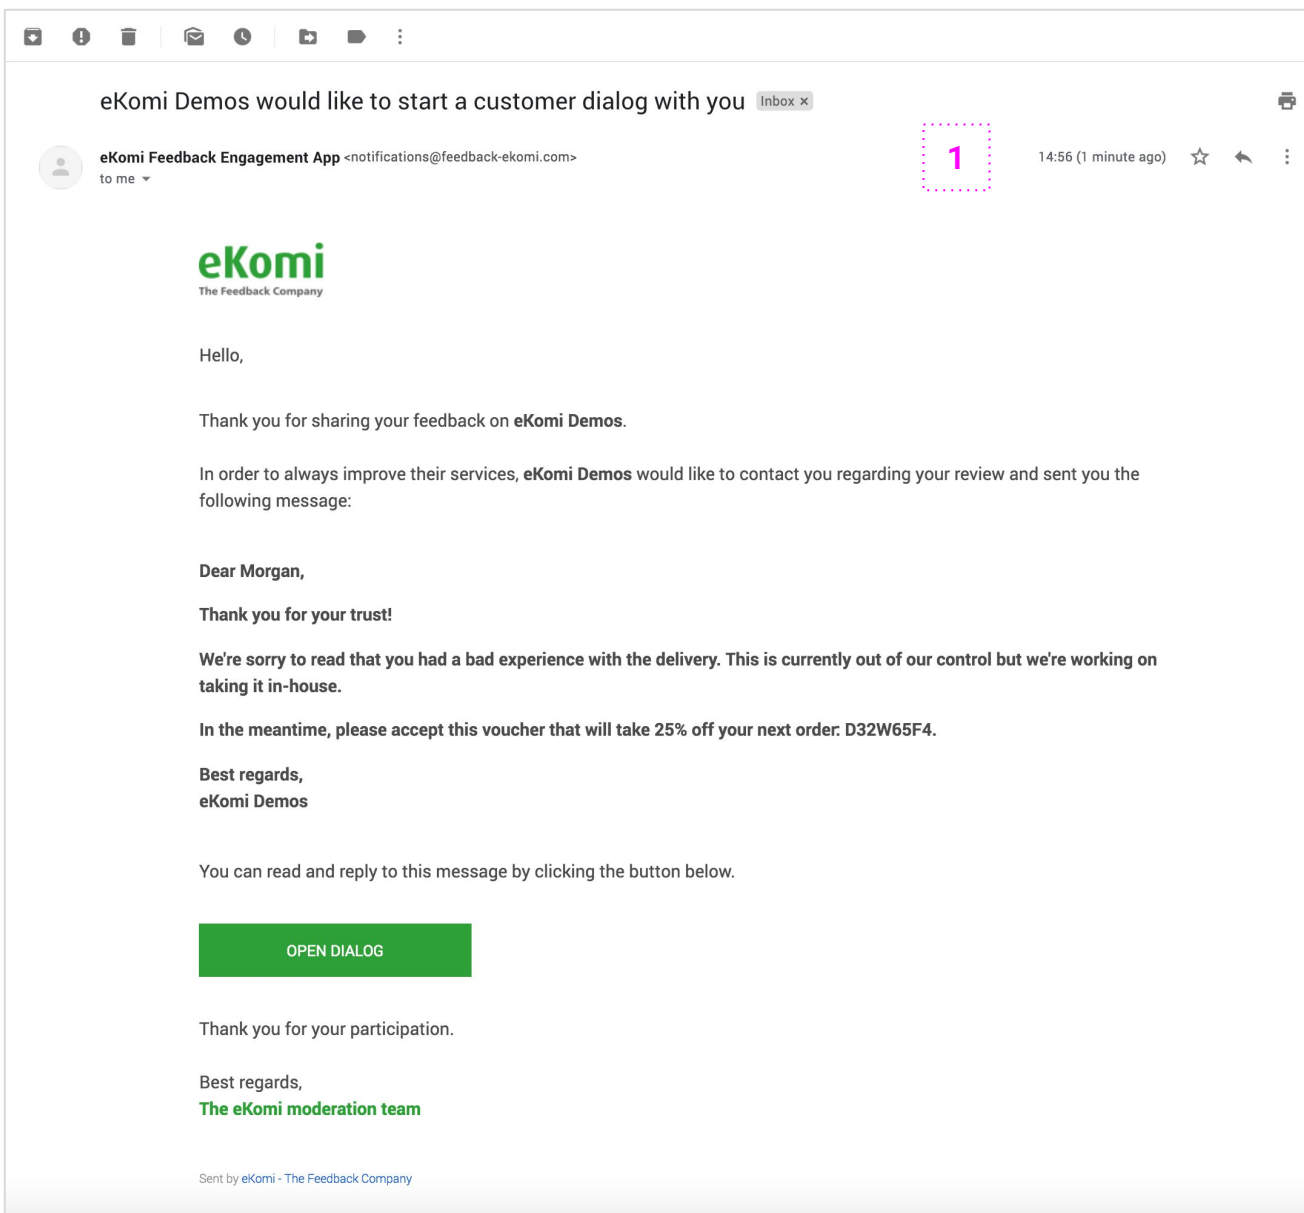 eKomi Demos would like to start a customer dialog with you Inbox ×
eKomi Feedback Engagement App <notifications@feedback-ekomi.com>
to me
1
14:56 (1 minute ago)
eKomi
The Feedback Company
Hello,
Thank you for sharing your feedback on eKomi Demos.
In order to always improve their services, eKomi Demos would like to contact you regarding your review and sent you the
following message:
Dear Morgan,
Thank you for your trust!
We're sorry to read that you had a bad experience with the delivery. This is currently out of our control but we're working on
taking it in-house.
In the meantime, please accept this voucher that will take 25% off your next order: D32W65F4.
Best regards,
eKomi Demos
You can read and reply to this message by clicking the button below.
OPEN DIALOG
Thank you for your participation.
Best regards,
The eKomi moderation team
Sent by eKomi - The Feedback Company